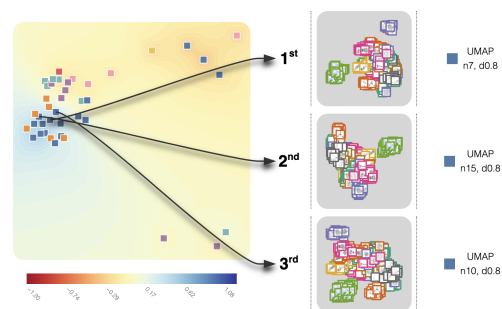 1st
UMAP
n7, d0.8
2nd
UMAP
n15, d0.8
3rd
UMAP
n10, d0.8
-1.20 -0.74 -0.29 0.17 0.62 1.08